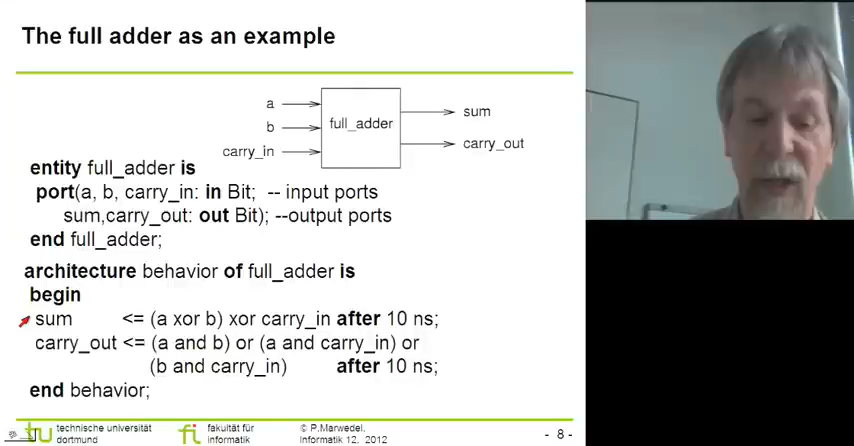 The full adder as an example
a
b
carry_in
full_adder
sum
carry_out
entity full_adder is
port(a, b, carry_in: in Bit; -- input ports
sum,carry_out: out Bit); --output ports
end full_adder;
architecture behavior of full_adder is
begin
sum <= (a xor b) xor carry_in after 10 ns;
carry_out <= (a and b) or (a and carry_in) or
(b and carry_in) after 10 ns;
end behavior;
technische universität
dortmund
fakultät für
informatik
© P.Marwedel,
Informatik 12, 2012
- 8 -